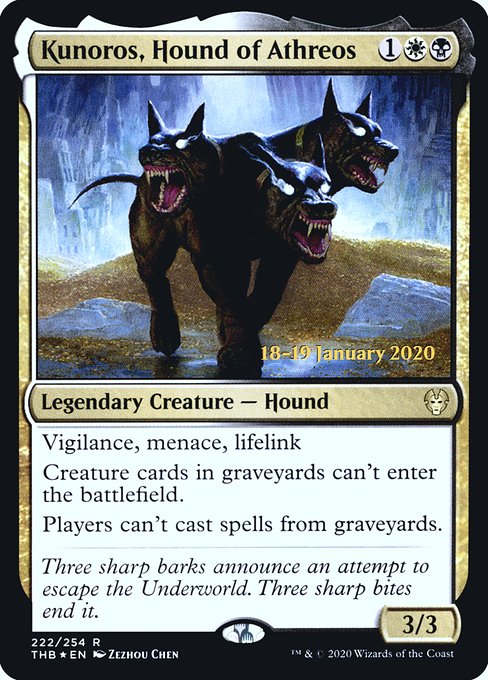 Kunoros, Hound of Athreos 1
18-19 January 2020
Legendary Creature — Hound
Vigilance, menace, lifelink
Creature cards in graveyards can't enter
the battlefield.
Players can't cast spells from graveyards.
Three sharp barks announce an attempt to
escape the Underworld. Three sharp bites
end it.
3/3
222/254 R
THB ★ EN Zezhou Chen
™ & © 2020 Wizards of the Coast